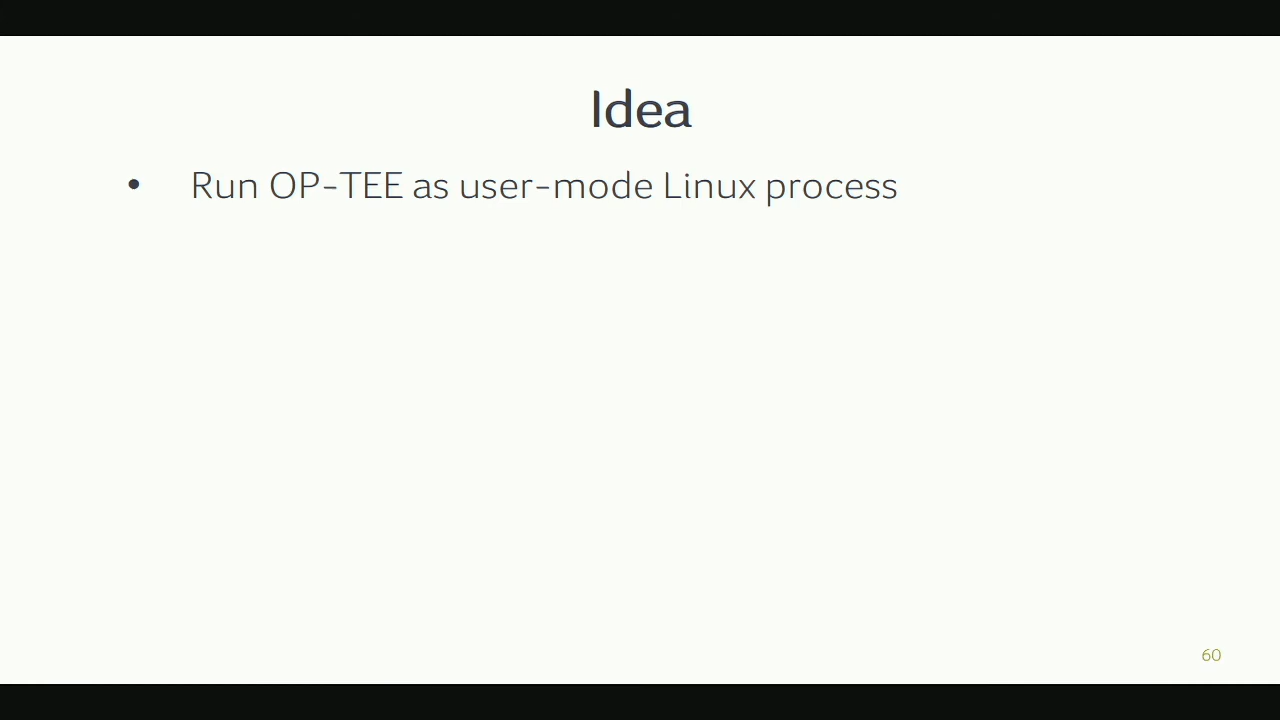 Idea
• Run OP-TEE as user-mode Linux process
60